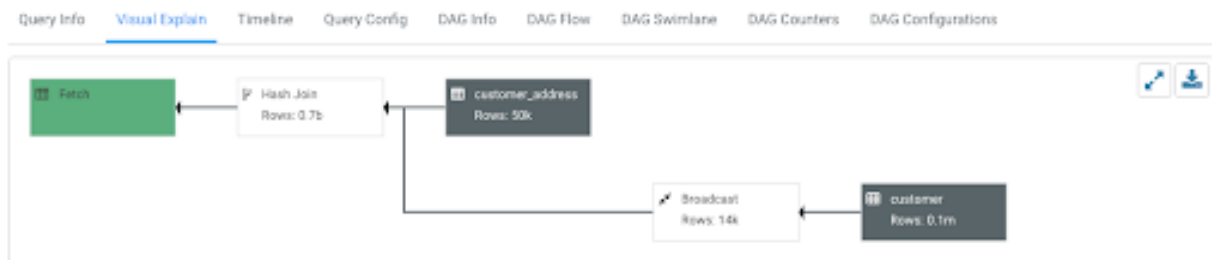 Query Info Visual Explain Timeline Query Config DAG Info DAG Flow DAG Swimlane DAG Counters DAG Configurations
Fetch
Hash Join
Rows: 0.7b
customer_address
Rows: 50k
Broadcast
Rows: 14k
customer
Rows: 0.1m